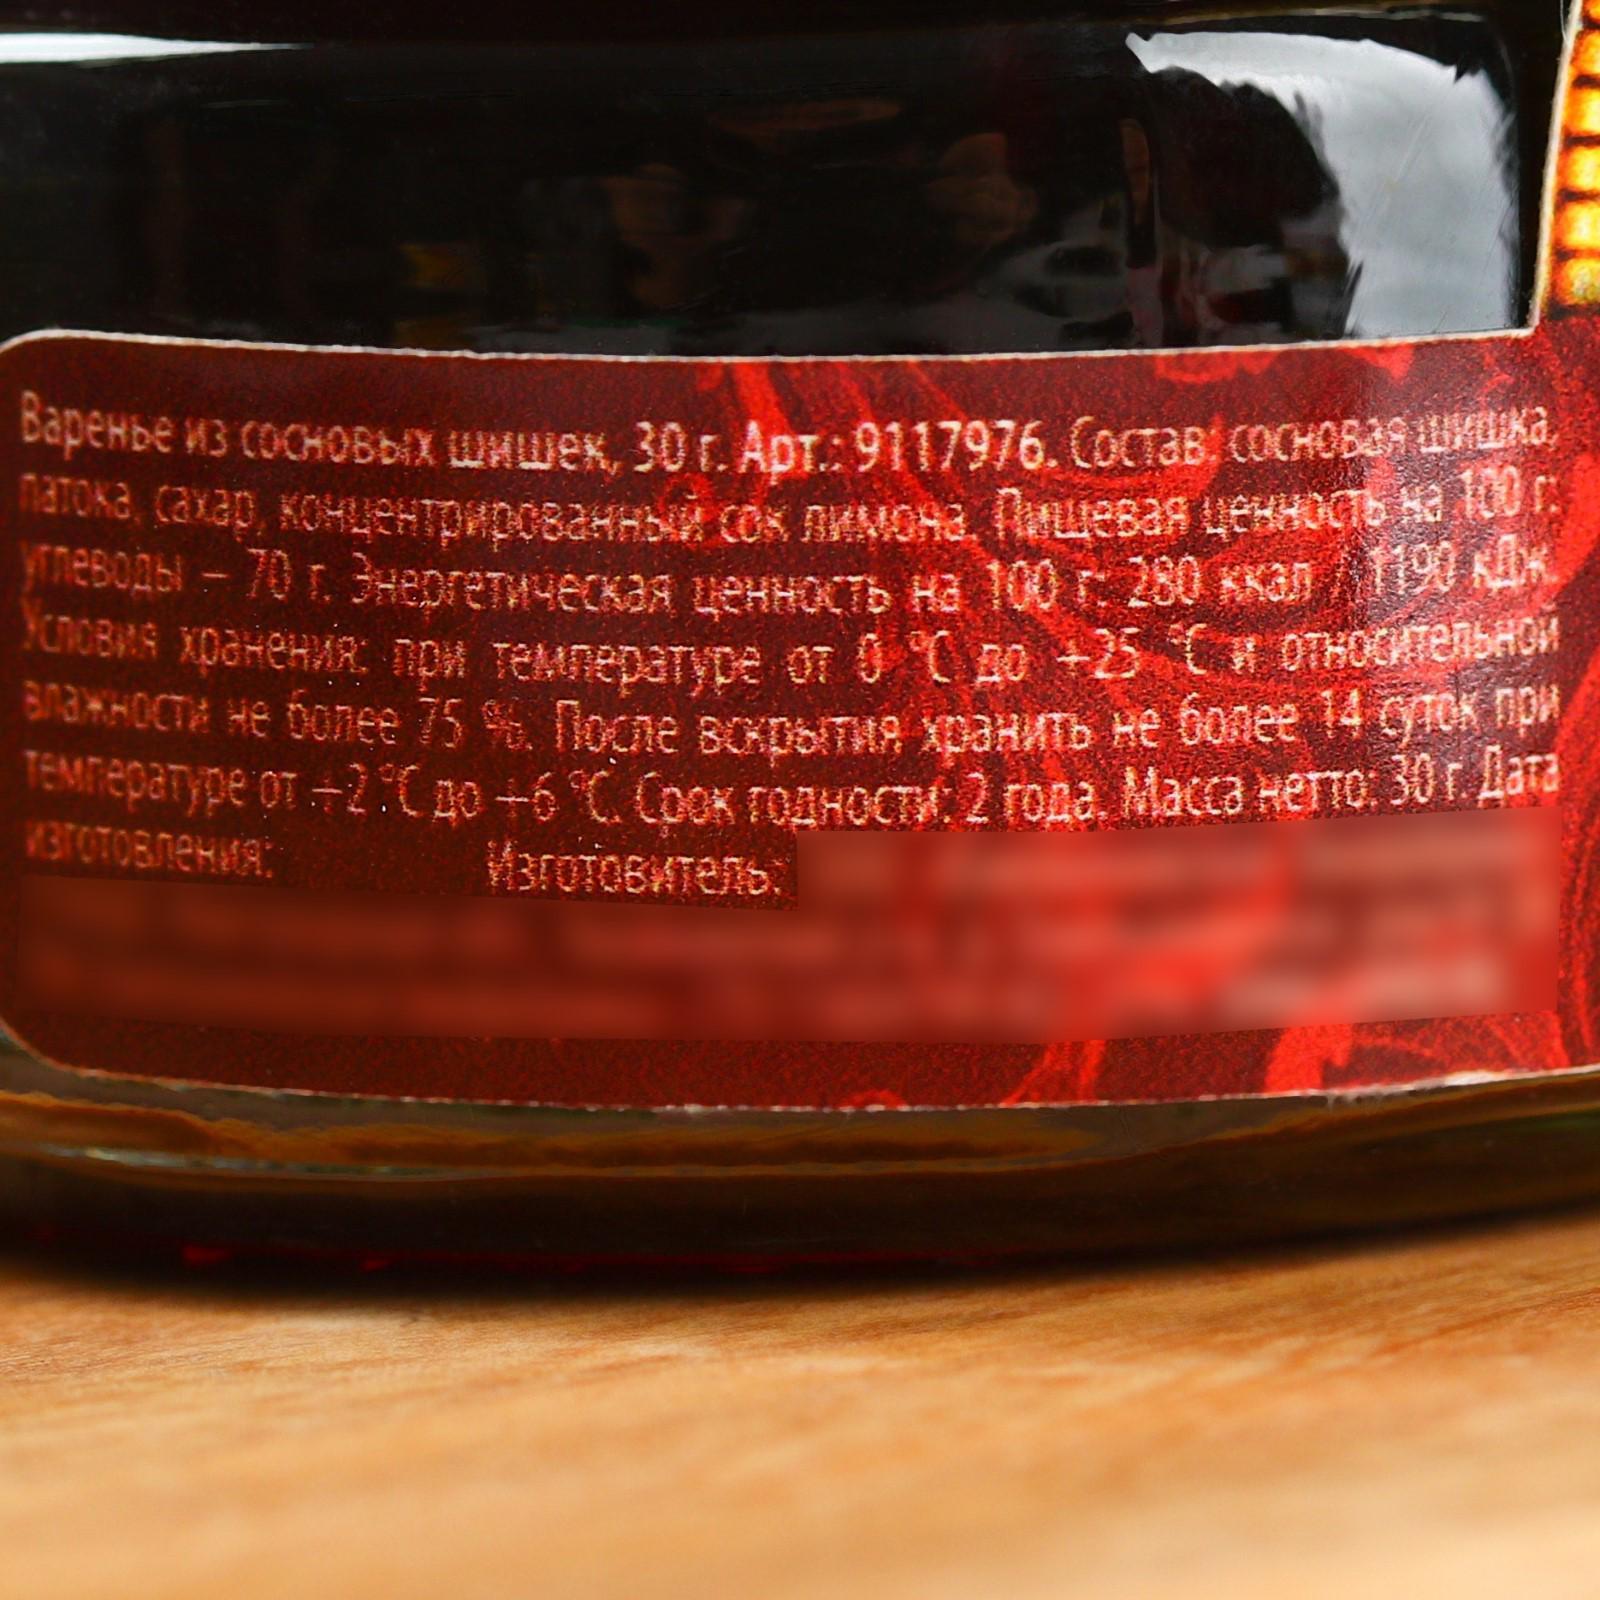 Варенье из сосновых шишек, 30 г. Арт.: 9117976. Состав: сосновая шишка,
патока, сахар, концентрированный сок лимона. Пищевая ценность на 100 г:
углеводы – 70 г. Энергетическая ценность на 100 г: 280 ккал / 1190 кДж.
Условия хранения: при температуре от 0 °С до +25 °С и относительной
влажности не более 75 %. После вскрытия хранить не более 14 суток при
температуре от +2 °С до +6 °С. Срок годности: 2 года. Масса нетто: 30 г. Дата
изготовления: Изготовитель: